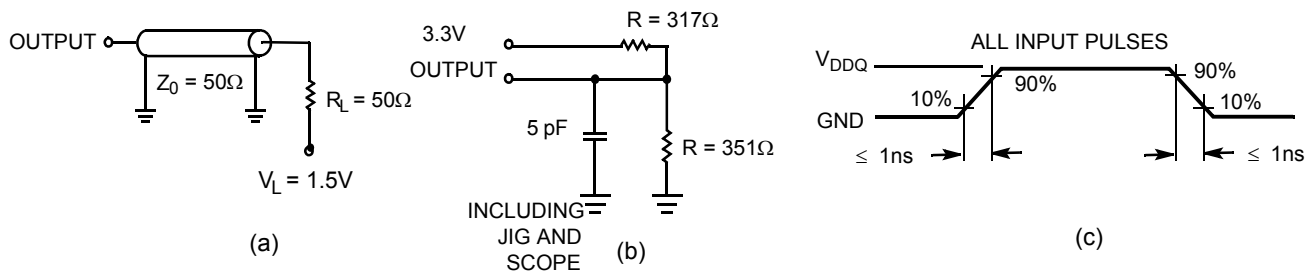 OUTPUT
Z0 = 50Ω
RL = 50Ω
VL = 1.5V
(a)
3.3V
R = 317Ω
OUTPUT
5 pF
R = 351Ω
INCLUDING
JIG AND
SCOPE
(b)
ALL INPUT PULSES
VDDQ
GND
10%
90%
90%
10%
≤ 1ns
≤ 1ns
(c)